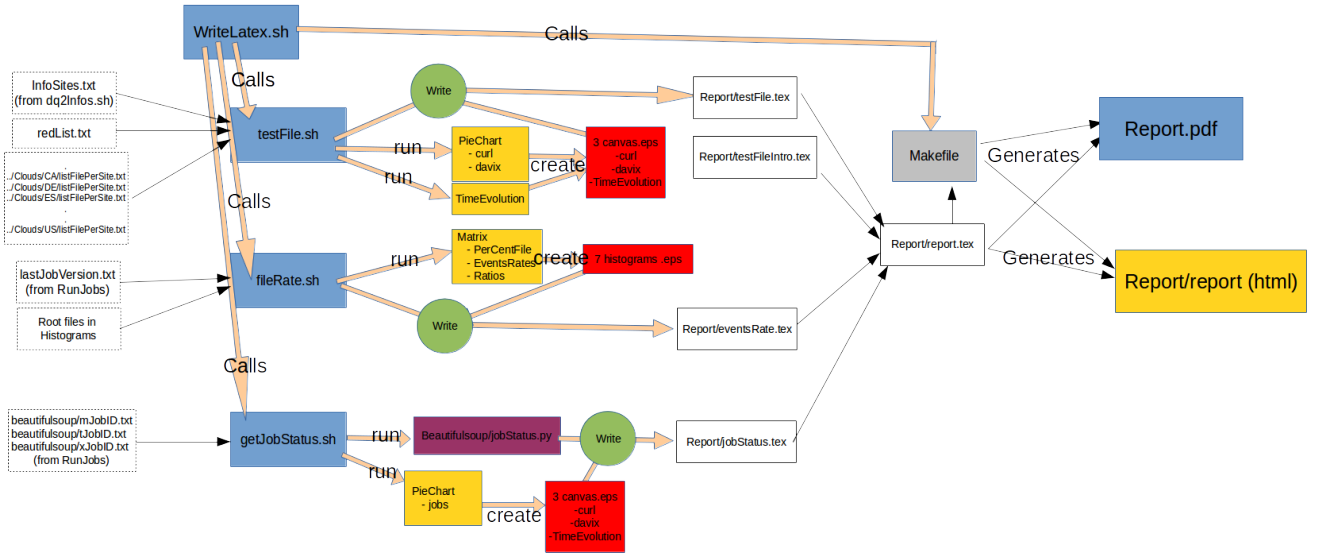 WriteLatex.sh
Calls
Calls
InfoSites.txt
(from dq2Infos.sh)
redList.txt
.
../Clouds/CA/listFilePerSite.txt
../Clouds/DE/listFilePerSite.txt
../Clouds/ES/listFilePerSite.txt
.
.
../Clouds/US/listFilePerSite.txt
testFile.sh
Write
run
run
PieChart
- curl
- davix
TimeEvolution
create
3 canvas.eps
-curl
-davix
-TimeEvolution
Report/testFile.tex
Report/testFileIntro.tex
Makefile
Generates
Report.pdf
Calls
lastJobVersion.txt
(from RunJobs)
Root files in
Histograms
fileRate.sh
run
Matrix
- PerCentFile
- EventsRates
- Ratios
create
7 histograms .eps
Write
Report/eventsRate.tex
Report/report.tex
Generates
Report/report (html)
Calls
beautifulsoup/mJobID.txt
beautifulsoup/tJobID.txt
beautifulsoup/xJobID.txt
(from RunJobs)
getJobStatus.sh
run
Beautifulsoup/jobStatus.py
Write
Report/jobStatus.tex
run
PieChart
- jobs
create
3 canvas.eps
-curl
-davix
-TimeEvolution